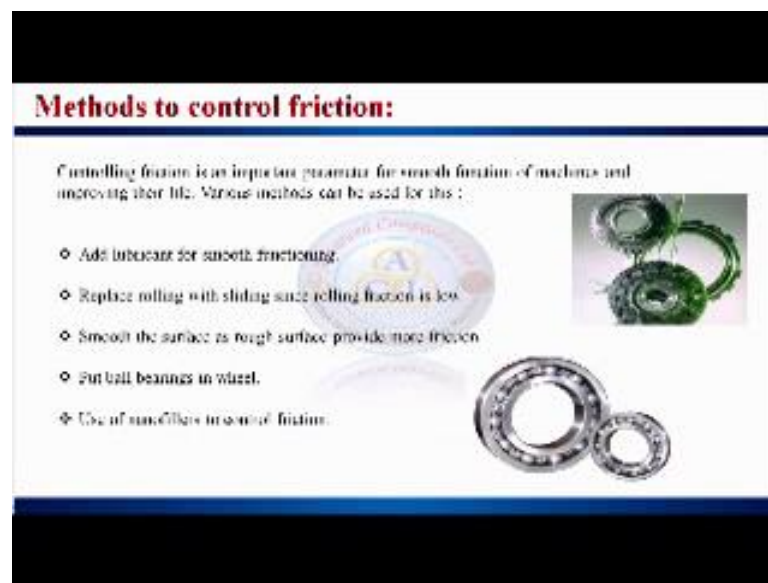 Methods to control friction:
Controlling friction is an important parameter for smooth function of machines and
improving their life. Various methods can be used for this :
Add lubricant for smooth functioning.
Replace rolling with sliding since rolling friction is low
Smooth the surface as rough surface provide more friction
Put ball bearings in wheel.
Use of nanofillers to control friction.